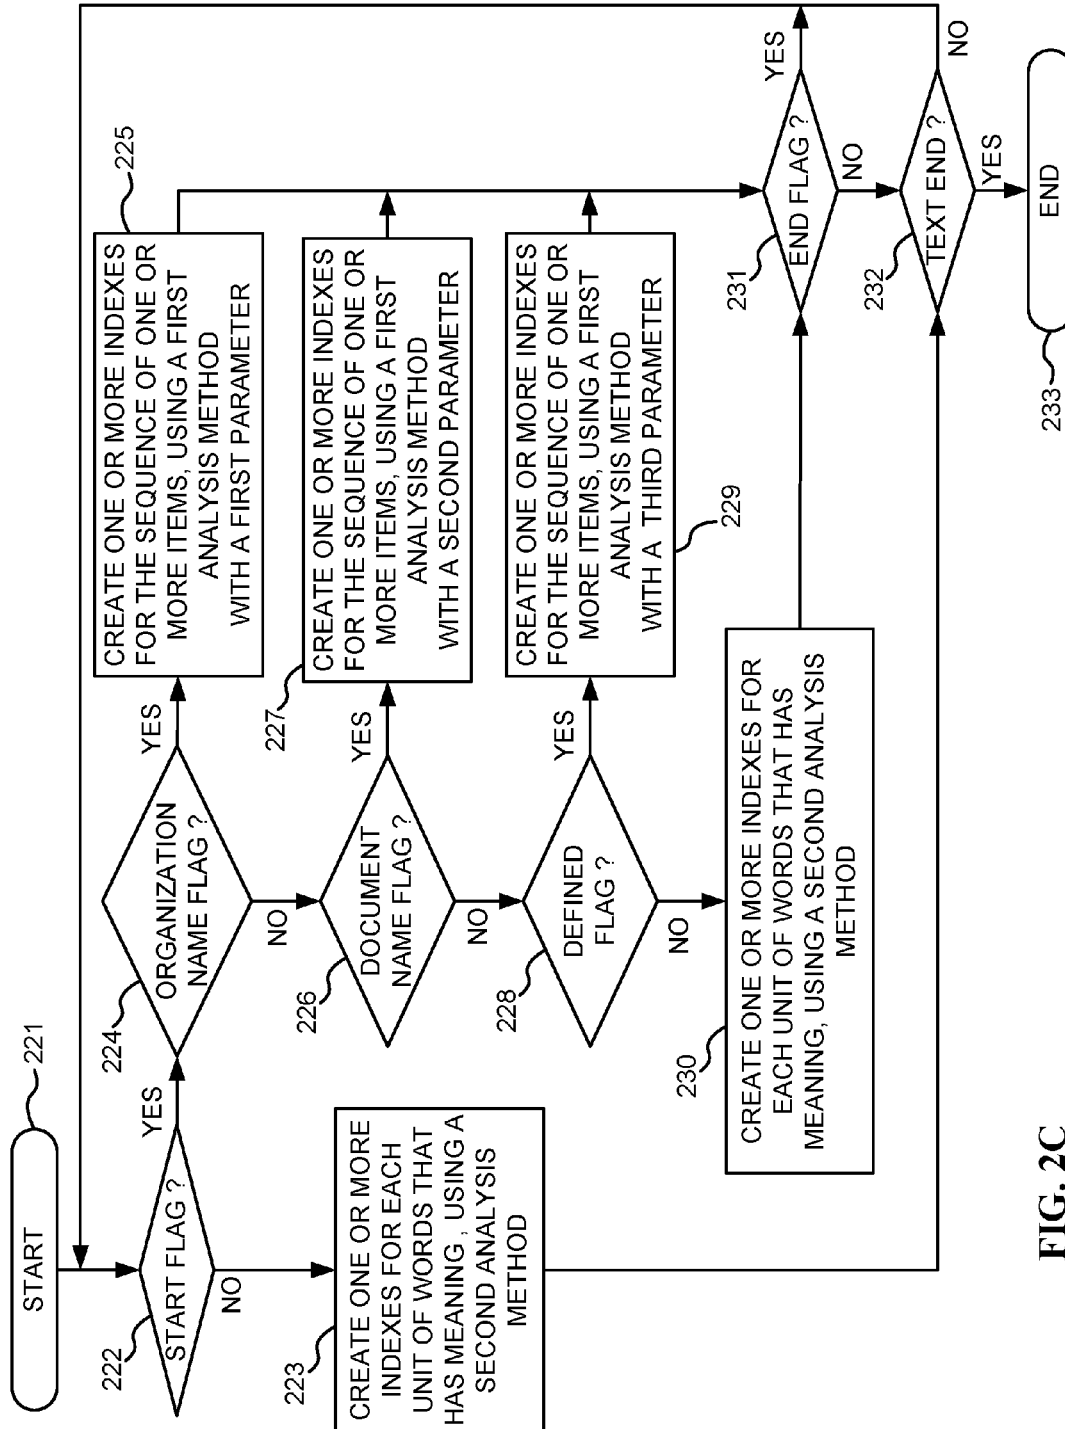 START
221
START FLAG ?
222
YES
NO
CREATE ONE OR MORE
INDEXES FOR EACH
UNIT OF WORDS THAT
HAS MEANING , USING A
SECOND ANALYSIS
METHOD
223
ORGANIZATION
NAME FLAG ?
224
YES
NO
CREATE ONE OR MORE INDEXES
FOR THE SEQUENCE OF ONE OR
MORE ITEMS, USING A FIRST
ANALYSIS METHOD
WITH A FIRST PARAMETER
225
DOCUMENT
NAME FLAG ?
226
YES
NO
CREATE ONE OR MORE INDEXES
FOR THE SEQUENCE OF ONE OR
MORE ITEMS, USING A FIRST
ANALYSIS METHOD
WITH A SECOND PARAMETER
227
DEFINED
FLAG ?
228
YES
NO
CREATE ONE OR MORE INDEXES
FOR THE SEQUENCE OF ONE OR
MORE ITEMS, USING A FIRST
ANALYSIS METHOD
WITH A THIRD PARAMETER
229
CREATE ONE OR MORE INDEXES FOR
EACH UNIT OF WORDS THAT HAS
MEANING, USING A SECOND ANALYSIS
METHOD
230
END FLAG ?
231
YES
NO
TEXT END ?
232
NO
YES
END
233
FIG. 2C